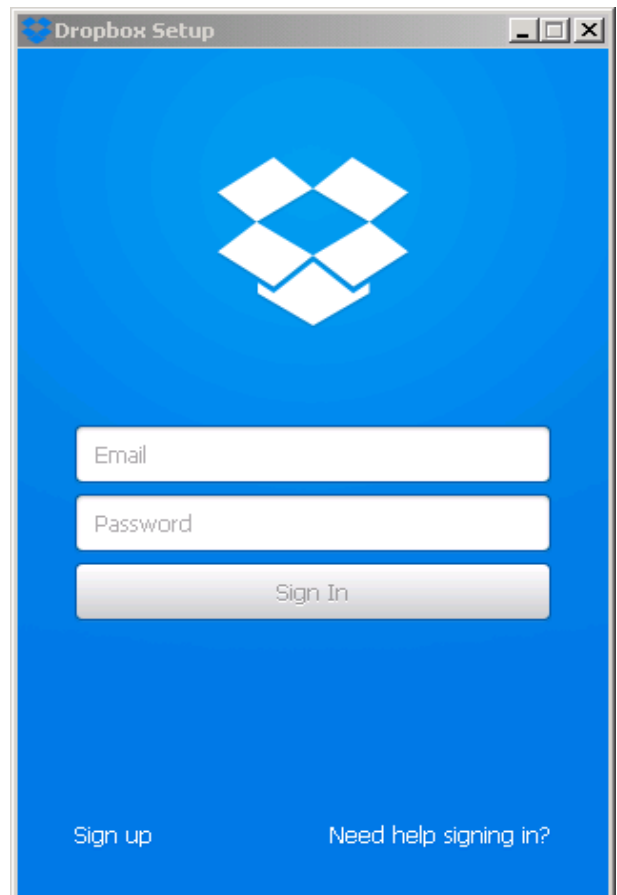 Dropbox Setup
Email
Password
Sign In
Sign up
Need help signing in?